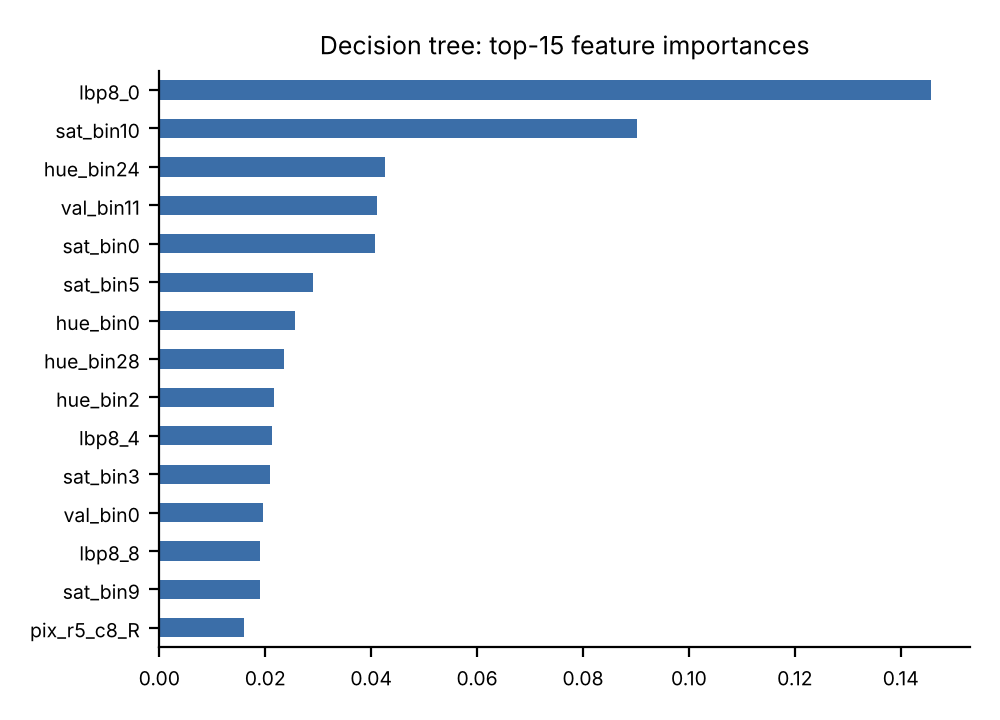 Decision tree: top-15 feature importances
lbp8_0
sat_bin10
hue_bin24
val_bin11
sat_bin0
sat_bin5
hue_bin0
hue_bin28
hue_bin2
lbp8_4
sat_bin3
val_bin0
lbp8_8
sat_bin9
pix_r5_c8_R
0.00 0.02 0.04 0.06 0.08 0.10 0.12 0.14